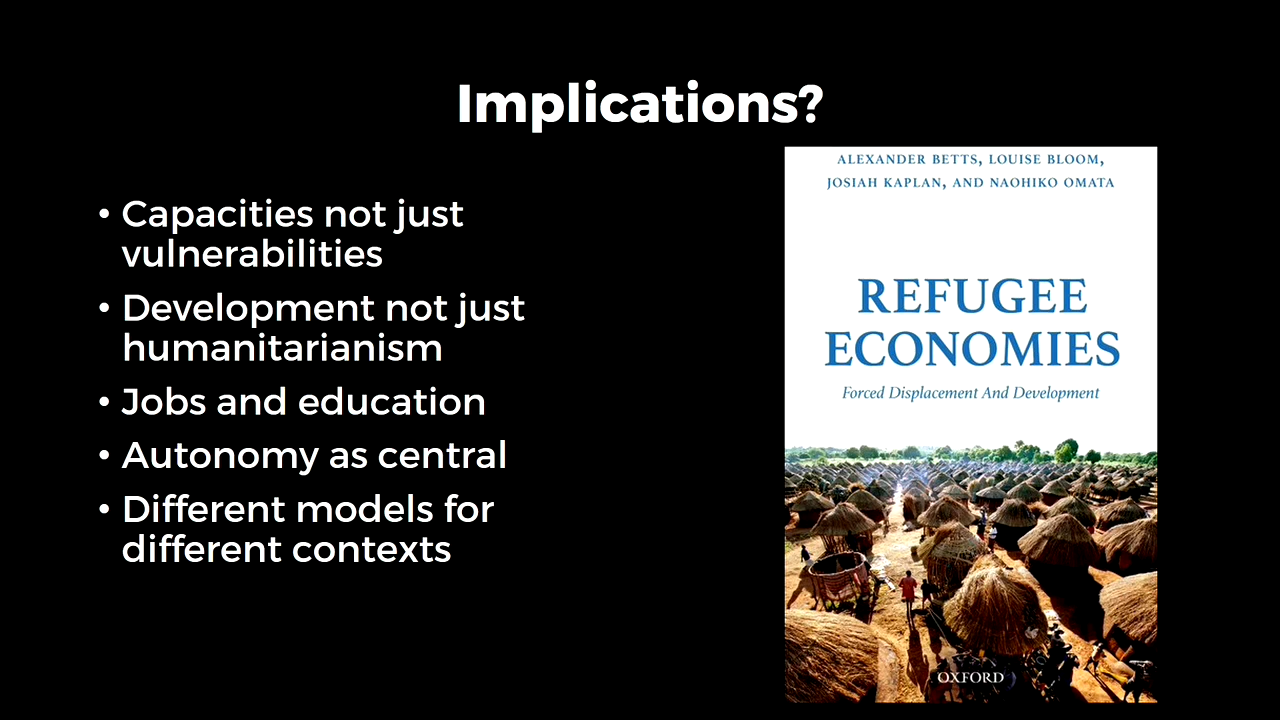 Implications?
• Capacities not just
vulnerabilities
• Development not just
humanitarianism
• Jobs and education
• Autonomy as central
• Different models for
different contexts
ALEXANDER BETTS, LOUISE BLOOM,
JOSIAH KAPLAN, AND NAOHIKO OMATA
REFUGEE
ECONOMIES
Forced Displacement And Development
OXFORD